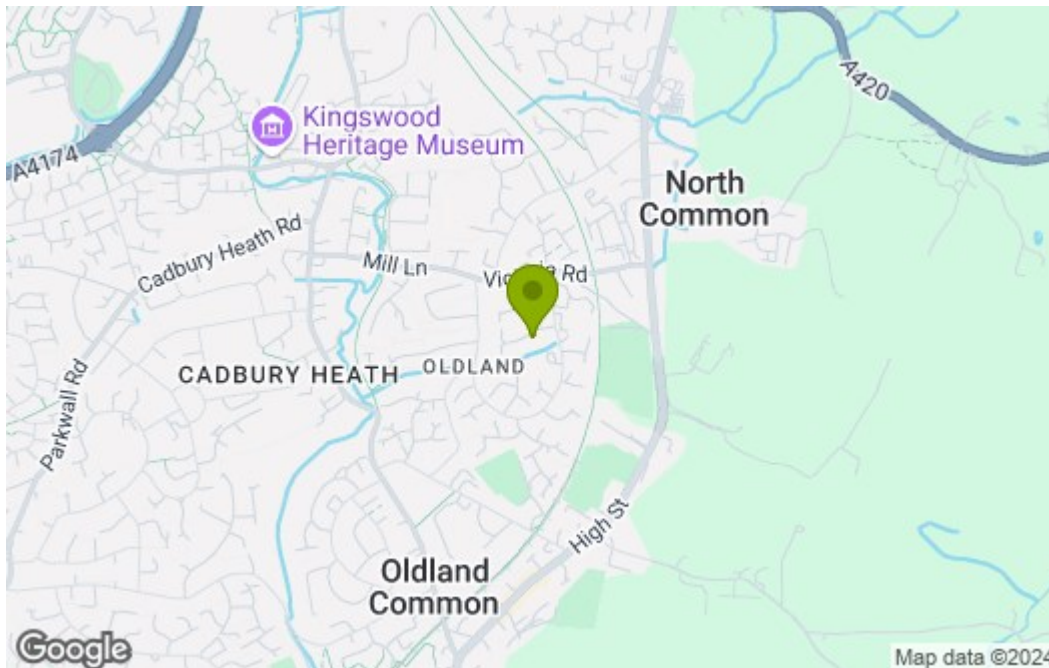 A420
Kingswood
Heritage Museum
A4174
North
Common
Cadbury Heath Rd
Mill Ln
Victoria Rd
OLDLAND
CADBURY HEATH
Parkwall Rd
High St
Oldland
Common
Google
Map data ©2024